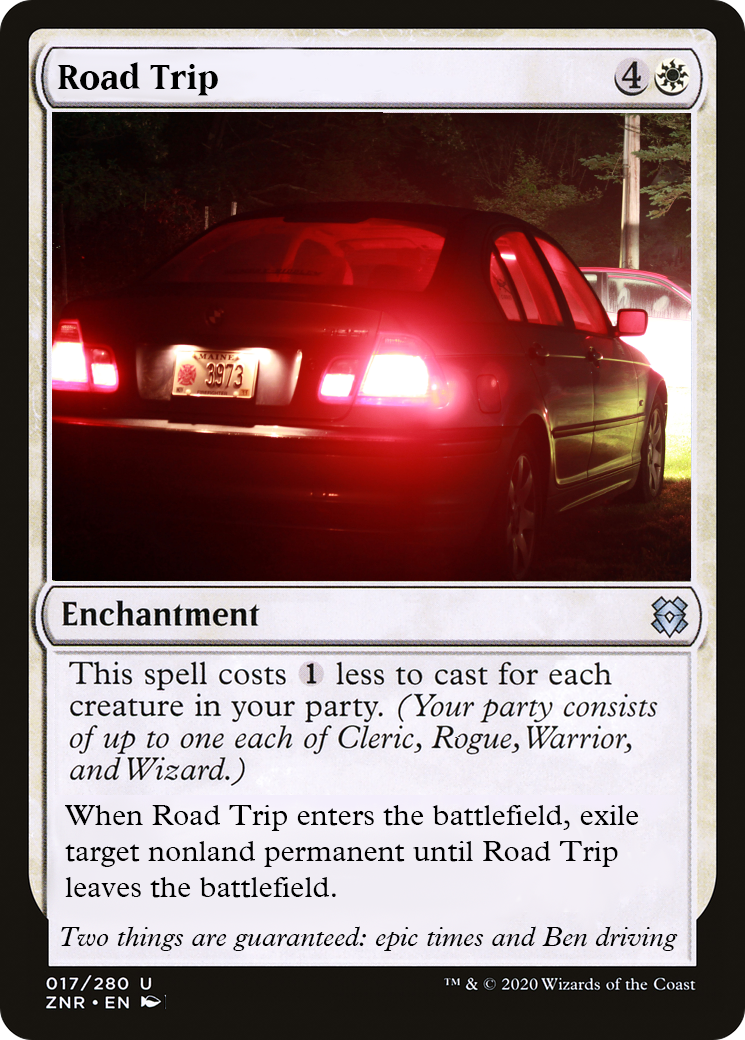 Road Trip 4
MAINE
3973
FIREFIGHTER
Enchantment
This spell costs 1 less to cast for each
creature in your party. (Your party consists
of up to one each of Cleric, Rogue, Warrior,
and Wizard.)
When Road Trip enters the battlefield, exile
target nonland permanent until Road Trip
leaves the battlefield.
Two things are guaranteed: epic times and Ben driving
017/280 U
ZNR • EN
™ & © 2020 Wizards of the Coast